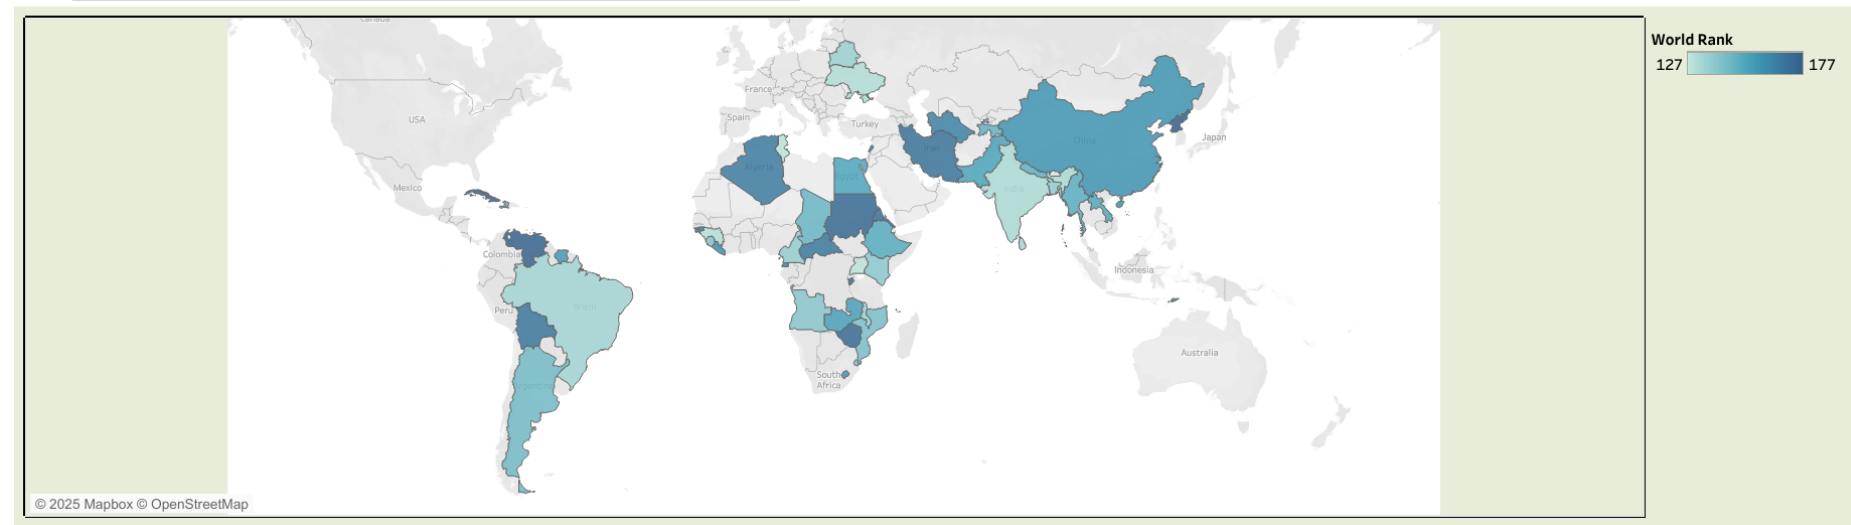 Canada
World Rank
127 177
France
USA
Spain
Turkey
Japan
China
Iran
Algeria
Mexico
Egypt
India
Colombia
Indonesia
Peru
Brazil
Australia
South
Africa
Argentina
© 2025 Mapbox © OpenStreetMap